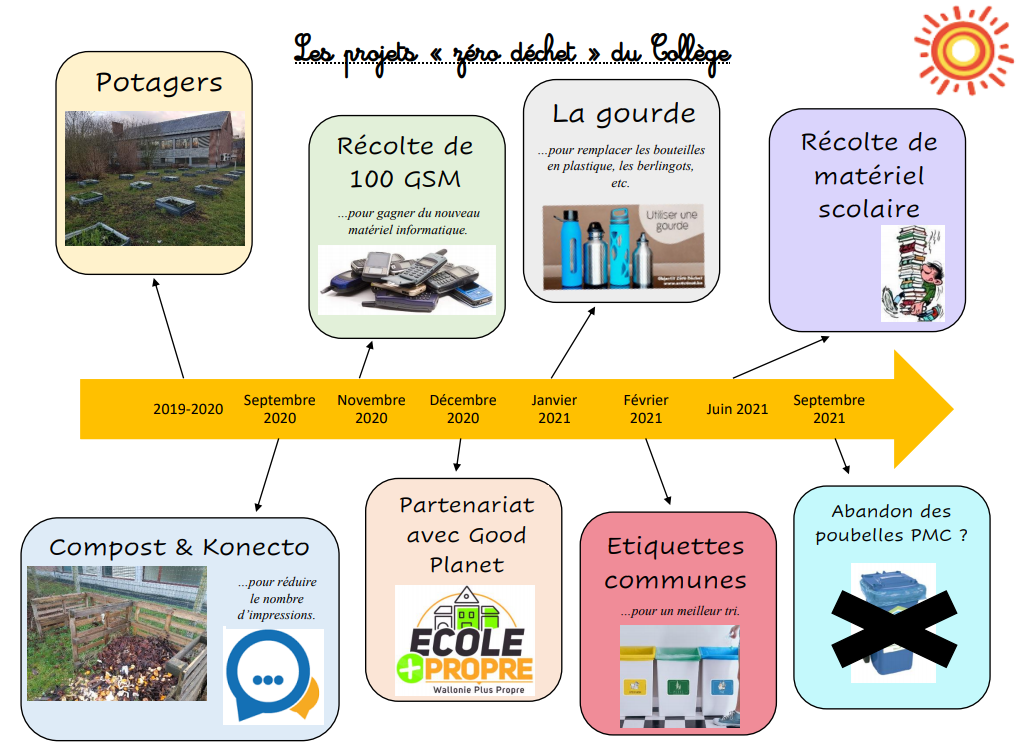 Les projets « zéro déchet » du Collège
Potagers
Récolte de
100 GSM
…pour gagner du nouveau
matériel informatique.
La gourde
…pour remplacer les bouteilles
en plastique, les berlingots,
etc.
Utiliser une
gourde
Récolte de
matériel
scolaire
2019-2020
Septembre
2020
Novembre
2020
Décembre
2020
Janvier
2021
Février
2021
Juin 2021
Septembre
2021
Compost & Konecto
…pour réduire
le nombre
d'impressions.
Partenariat
avec Good
Planet
ECOLE
+PROPRE
Wallonie Plus Propre
Etiquettes
communes
…pour un meilleur tri.
Abandon des
poubelles PMC ?